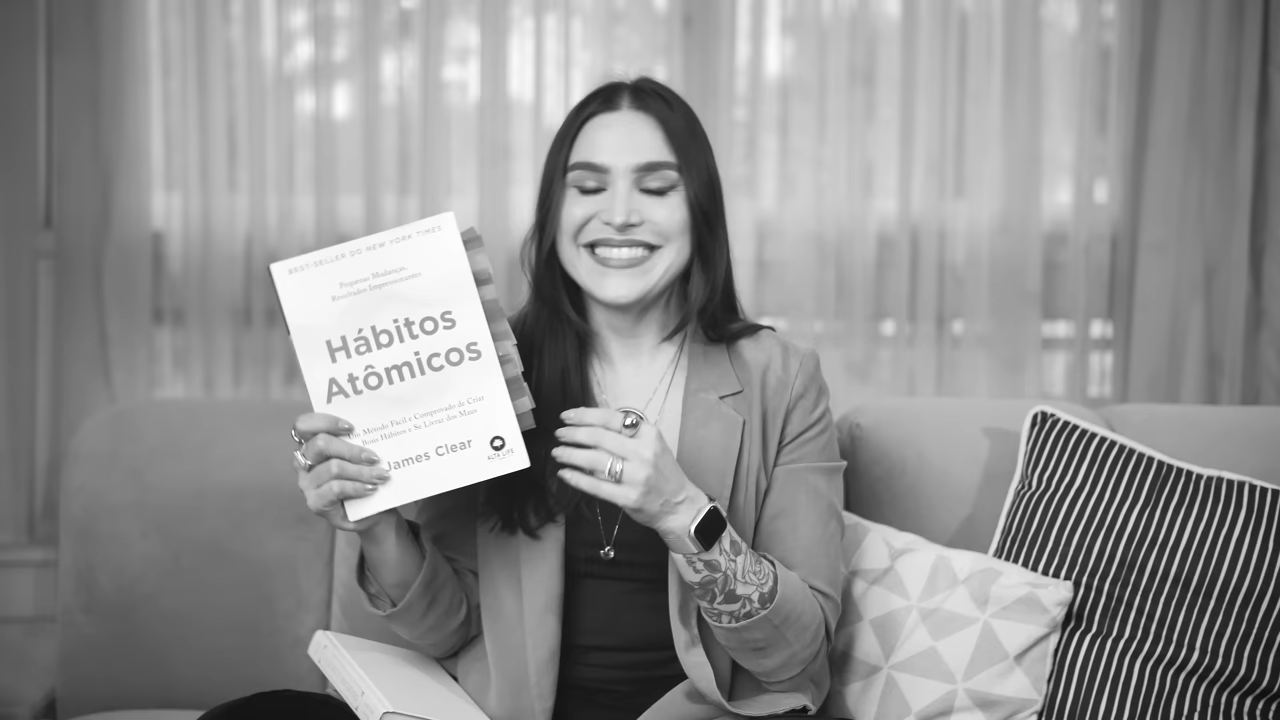 BEST-SELLER DO NEW YORK TIMES
Pequenas Mudanças,
Resultados Impressionantes
Hábitos
Atômicos
Um Método Fácil e Comprovado de Criar
Bons Hábitos e Se Livrar dos Maus
James Clear
ALTA LIFE